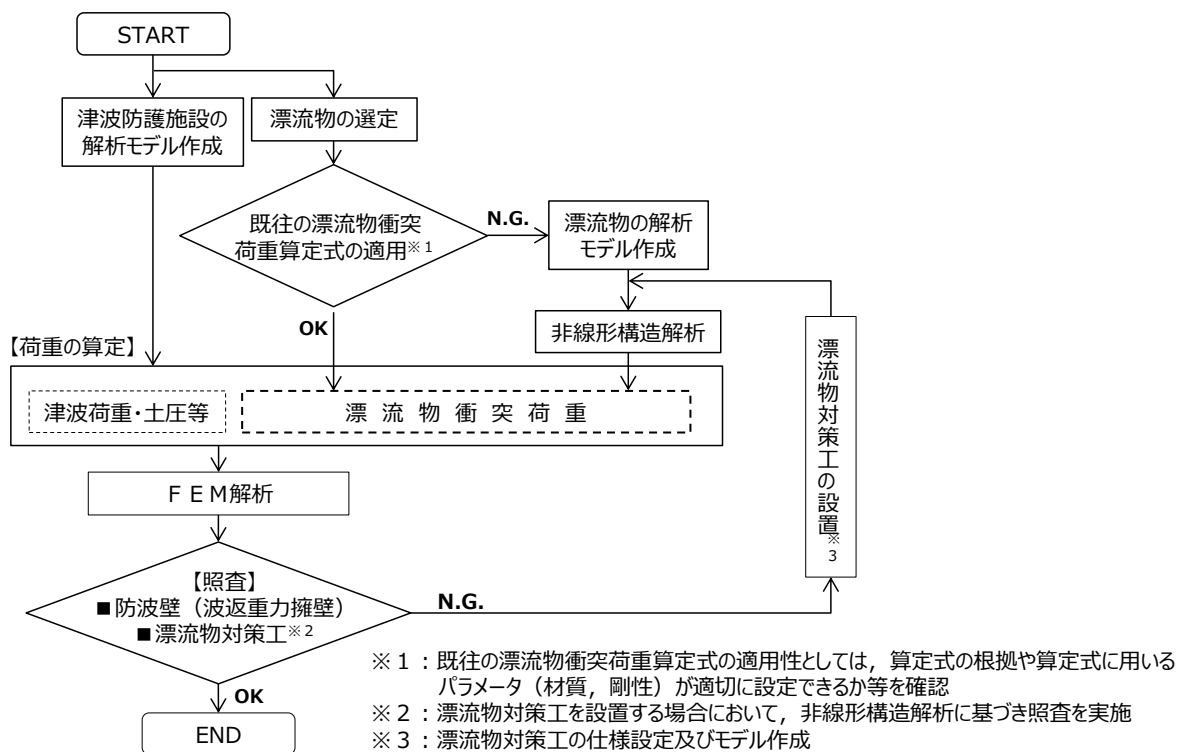 START
津波防護施設の
解析モデル作成
漂流物の選定
既往の漂流物衝突
荷重算定式の適用※1
N.G.
漂流物の解析
モデル作成
OK
非線形構造解析
【荷重の算定】
津波荷重・土圧等
漂流物衝突荷重
漂流物対策工の設置※3
FEM解析
【照査】
■防波壁（波返重力擁壁）
■漂流物対策工※2
N.G.
OK
END
※1：既往の漂流物衝突荷重算定式の適用性としては，算定式の根拠や算定式に用いる
パラメータ（材質，剛性）が適切に設定できるか等を確認
※2：漂流物対策工を設置する場合において，非線形構造解析に基づき照査を実施
※3：漂流物対策工の仕様設定及びモデル作成